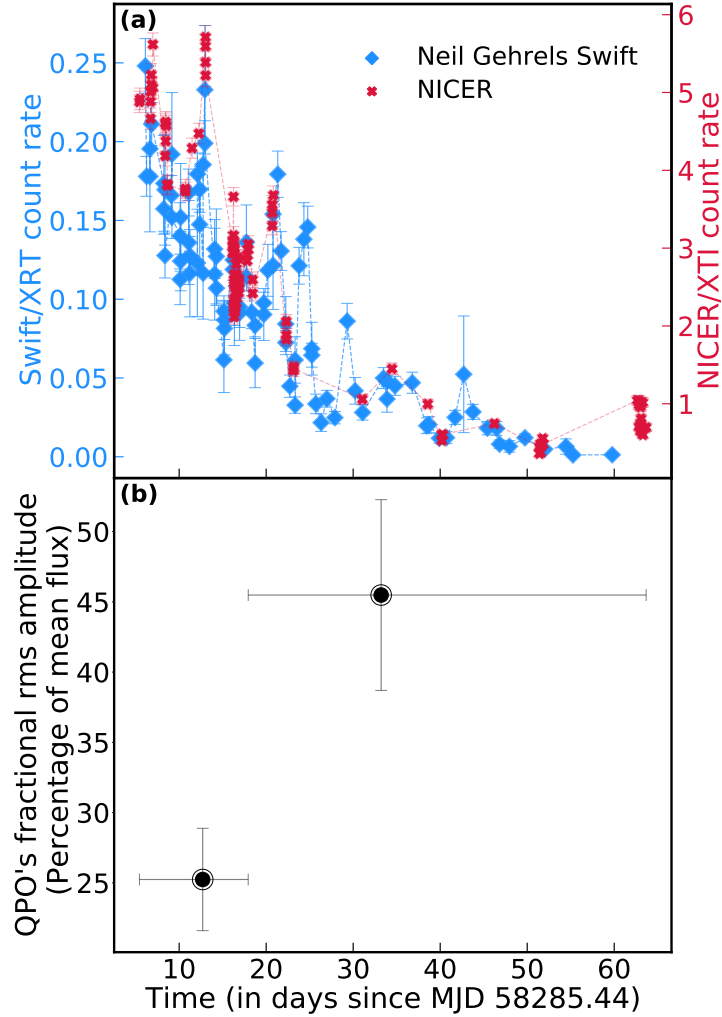 (a)
Neil Gehrels Swift
NICER
Swift/XRT count rate
0.25
0.20
0.15
0.10
0.05
0.00
NICER/XTI count rate
6
5
4
3
2
1
(b)
QPO's fractional rms amplitude
(Percentage of mean flux)
50
45
40
35
30
25
10 20 30 40 50 60
Time (in days since MJD 58285.44)